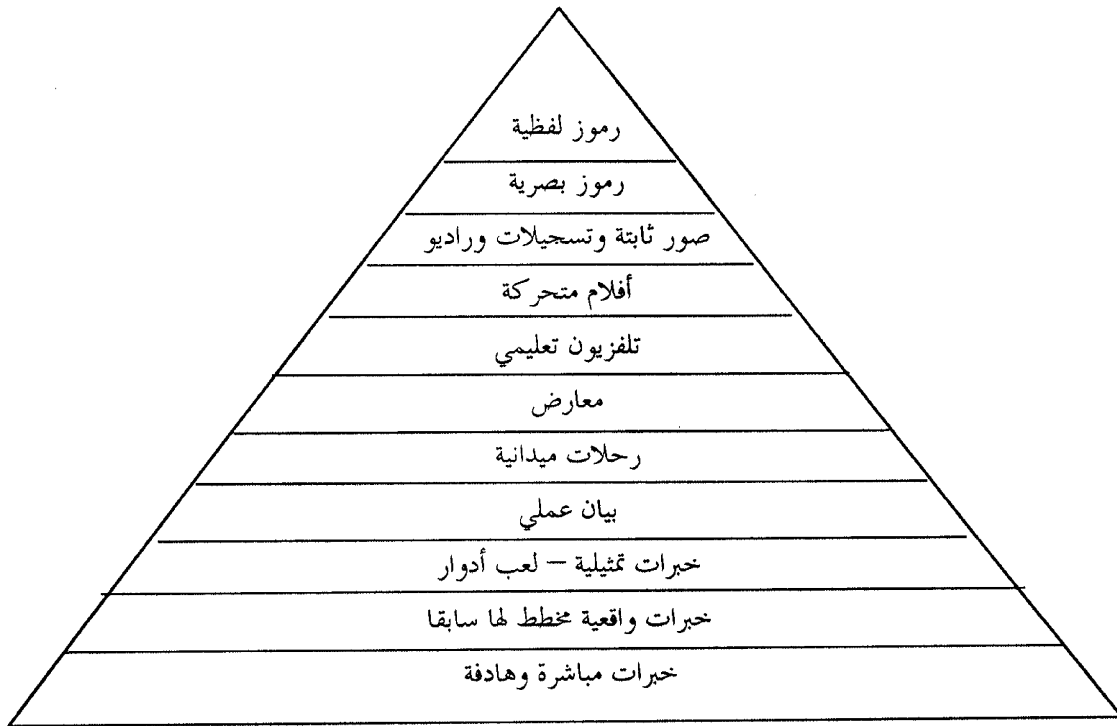 رموز لفظية
رموز بصرية
صور ثابتة وتسجيلات وراديو
أفلام متحركة
تلفزيون تعليمي
معارض
رحلات ميدانية
بيان عملي
خبرات تمثيلية – لعب أدوار
خبرات واقعية مخطط لها سابقا
خبرات مباشرة وهادفة